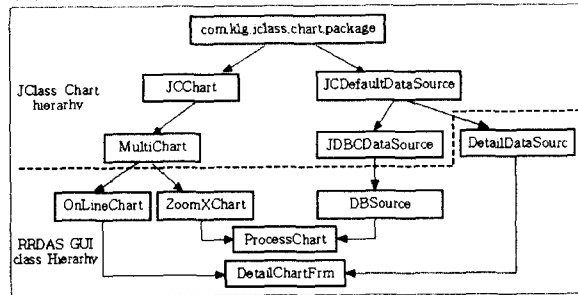 com.klg.jclass.chart.package
JClass Chart
hierarhy
JCChart
JCDefaultDataSource
MultiChart
JDBCDataSource
DetailDataSourc
OnLineChart
ZoomXChart
DBSource
RRDAS GUI
class Hierarhy
ProcessChart
DetailChartFrm